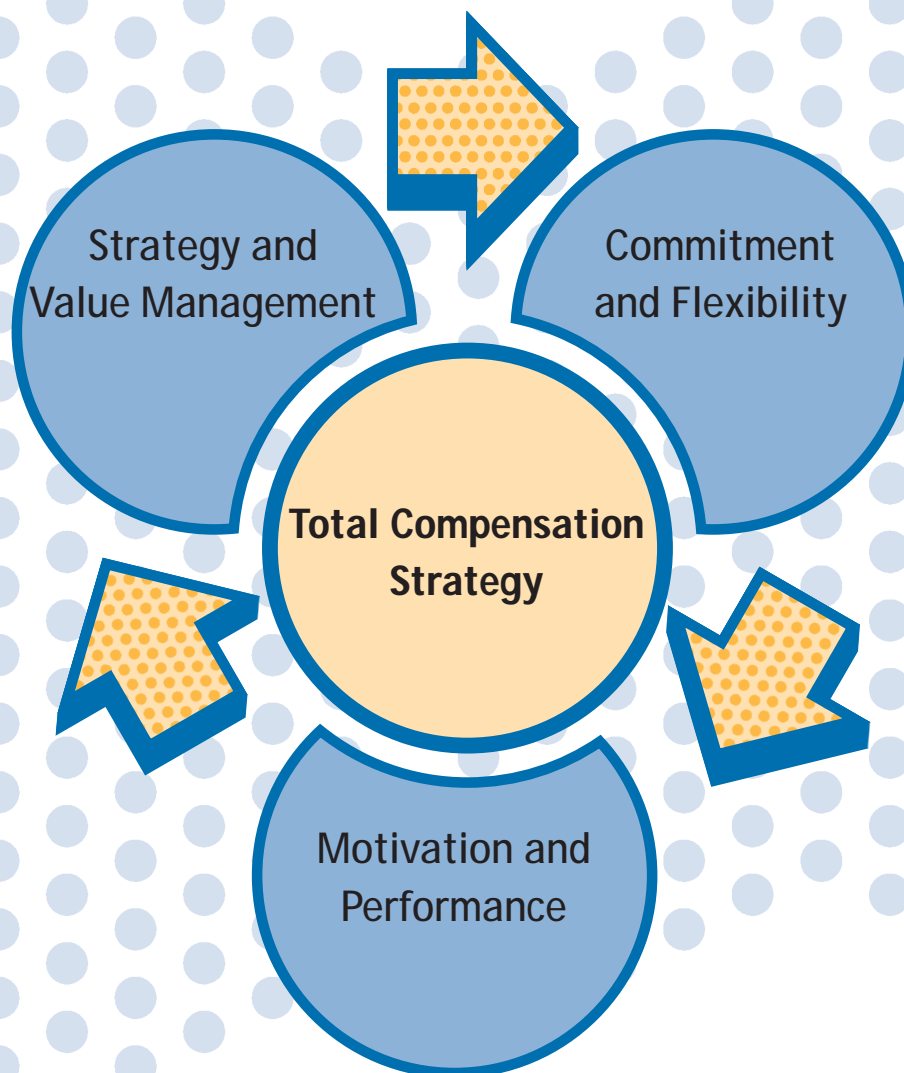 Strategy and
Value Management
Commitment
and Flexibility
Total Compensation
Strategy
Motivation and
Performance